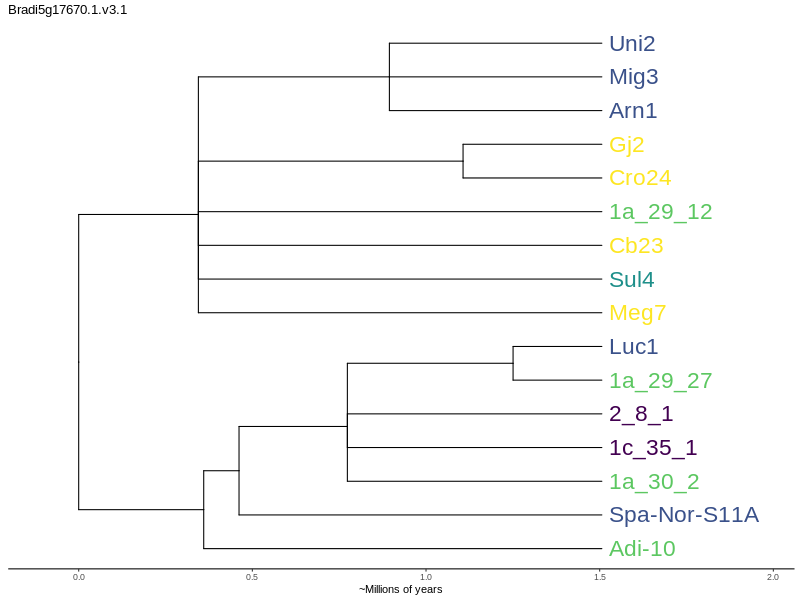 Bradi5g17670.1.v3.1
Uni2
Mig3
Arn1
Gj2
Cro24
1a_29_12
Cb23
Sul4
Meg7
Luc1
1a_29_27
2_8_1
1c_35_1
1a_30_2
Spa-Nor-S11A
Adi-10
0.0 0.5 1.0 1.5 2.0
~Millions of years